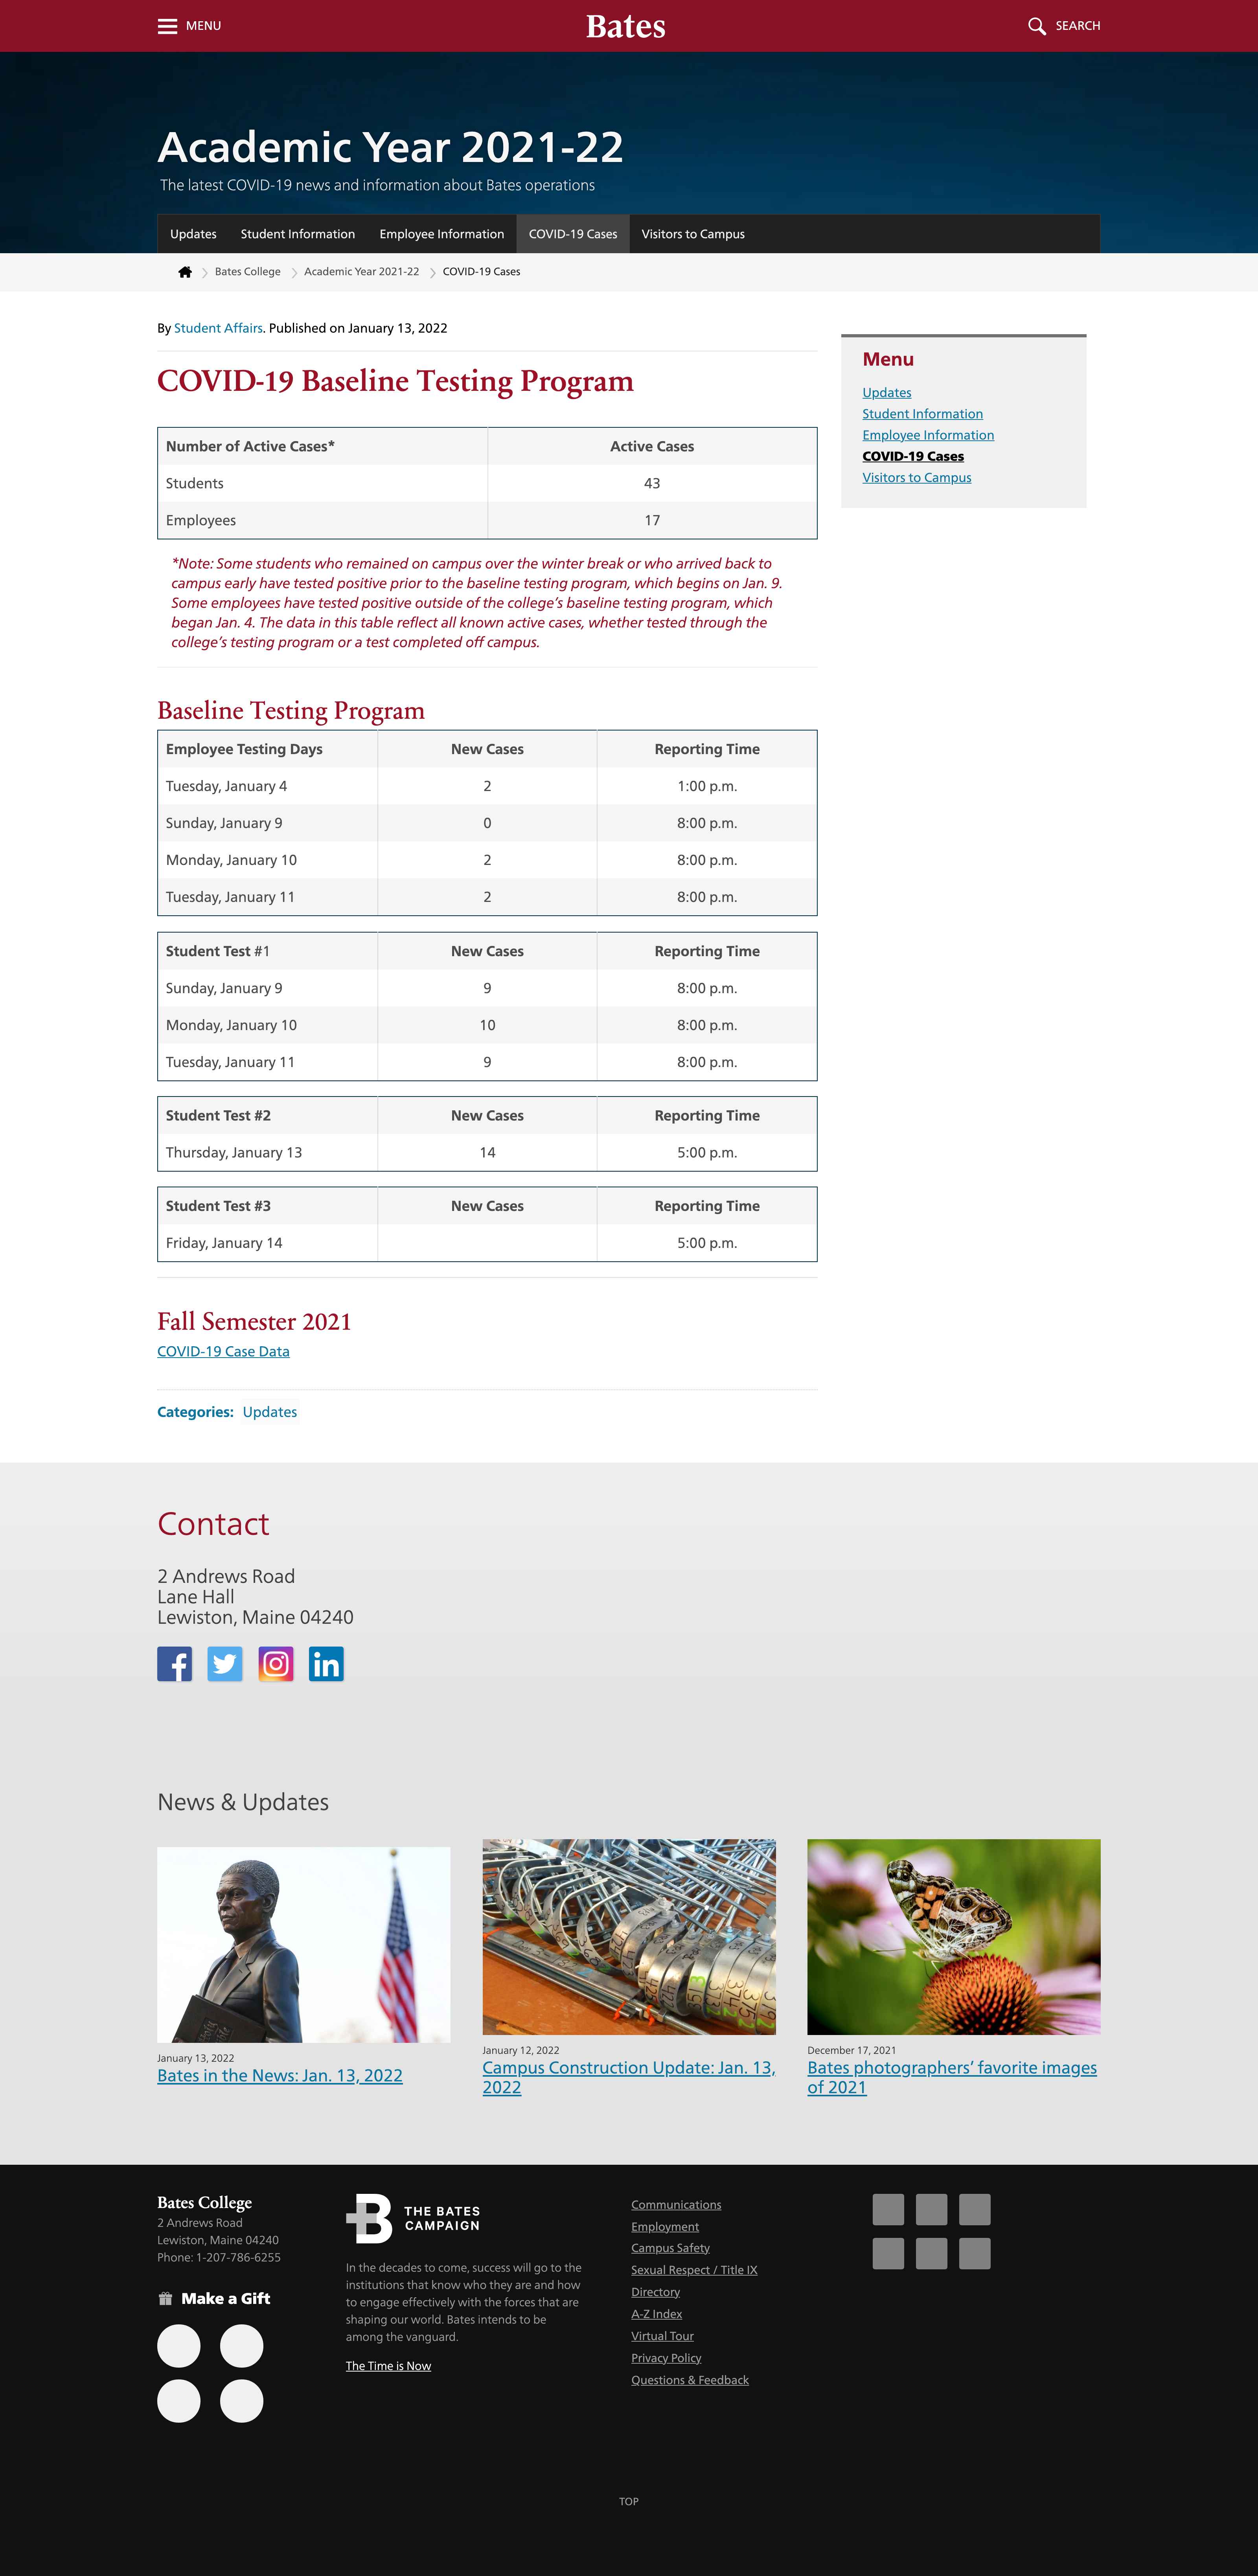 MENU
Bates
SEARCH
Academic Year 2021-22
The latest COVID-19 news and information about Bates operations
Updates Student Information Employee Information COVID-19 Cases Visitors to Campus
Bates College Academic Year 2021-22 COVID-19 Cases
By Student Affairs. Published on January 13, 2022
COVID-19 Baseline Testing Program
Number of Active Cases* Active Cases
Students 43
Employees 17
*Note: Some students who remained on campus over the winter break or who arrived back to
campus early have tested positive prior to the baseline testing program, which begins on Jan. 9.
Some employees have tested positive outside of the college's baseline testing program, which
began Jan. 4. The data in this table reflect all known active cases, whether tested through the
college's testing program or a test completed off campus.
Baseline Testing Program
Employee Testing Days New Cases Reporting Time
Tuesday, January 4 2 1:00 p.m.
Sunday, January 9 0 8:00 p.m.
Monday, January 10 2 8:00 p.m.
Tuesday, January 11 2 8:00 p.m.
Student Test #1 New Cases Reporting Time
Sunday, January 9 9 8:00 p.m.
Monday, January 10 10 8:00 p.m.
Tuesday, January 11 9 8:00 p.m.
Student Test #2 New Cases Reporting Time
Thursday, January 13 14 5:00 p.m.
Student Test #3 New Cases Reporting Time
Friday, January 14 5:00 p.m.
Fall Semester 2021
COVID-19 Case Data
Categories: Updates
Menu
Updates
Student Information
Employee Information
COVID-19 Cases
Visitors to Campus
Contact
2 Andrews Road
Lane Hall
Lewiston, Maine 04240
News & Updates
January 13, 2022
Bates in the News: Jan. 13, 2022
January 12, 2022
Campus Construction Update: Jan. 13,
2022
December 17, 2021
Bates photographers' favorite images
of 2021
Bates College
2 Andrews Road
Lewiston, Maine 04240
Phone: 1-207-786-6255
Make a Gift
B THE BATES
CAMPAIGN
In the decades to come, success will go to the
institutions that know who they are and how
to engage effectively with the forces that are
shaping our world. Bates intends to be
among the vanguard.
The Time is Now
Communications
Employment
Campus Safety
Sexual Respect / Title IX
Directory
A-Z Index
Virtual Tour
Privacy Policy
Questions & Feedback
TOP